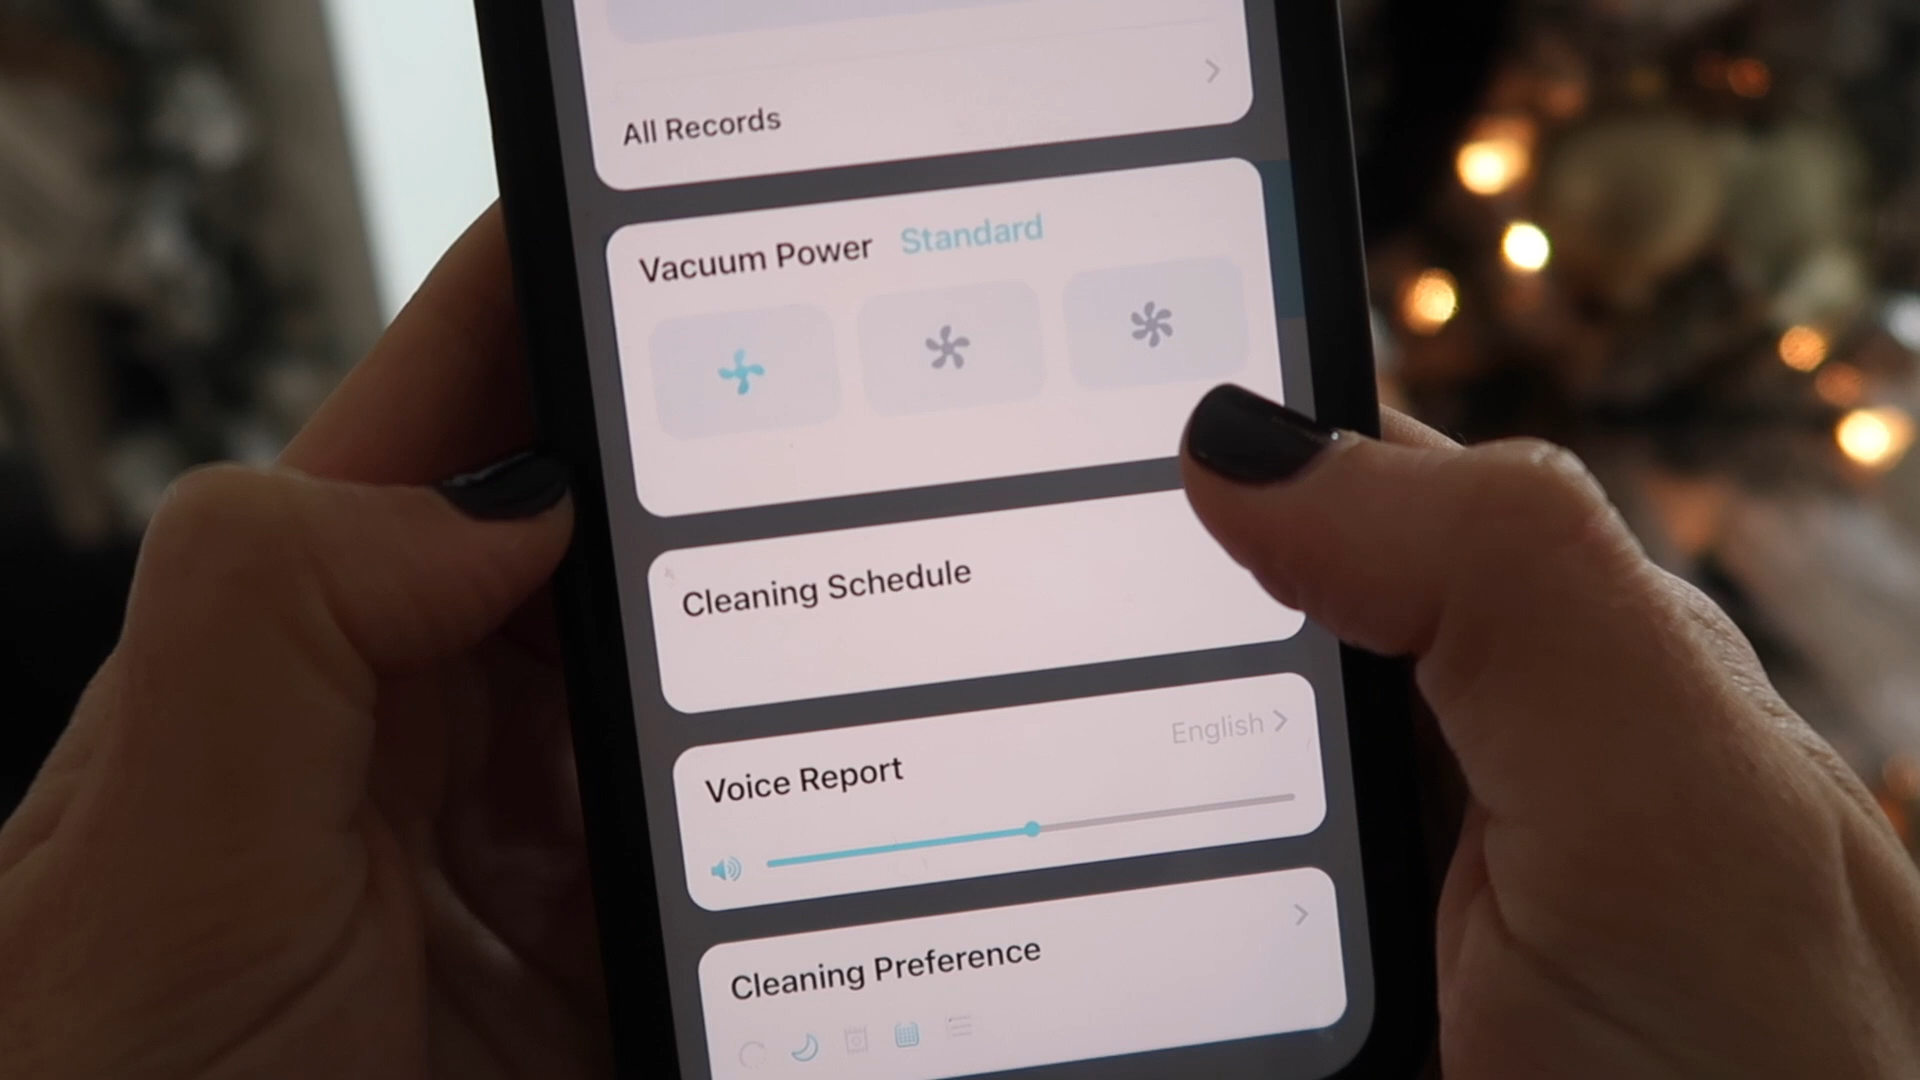 All Records
Vacuum Power Standard
Cleaning Schedule
English
Voice Report
Cleaning Preference